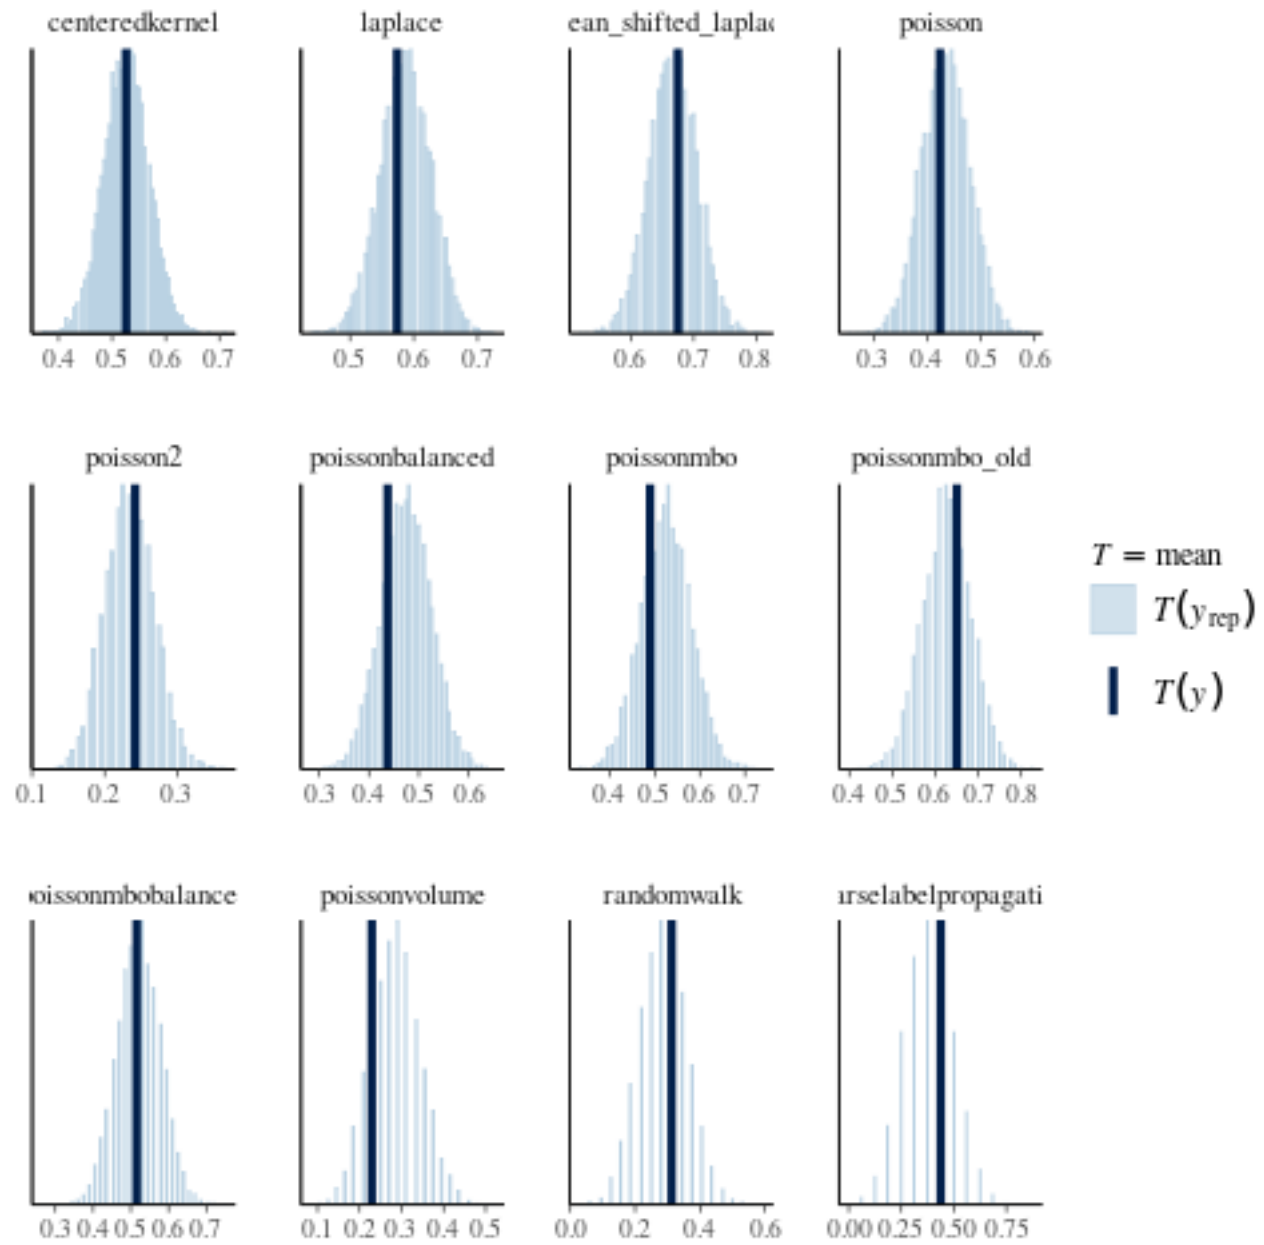 centeredkernel laplace ean_shifted_laplac poisson
0.4 0.5 0.6 0.7 0.5 0.6 0.7 0.6 0.7 0.8 0.3 0.4 0.5 0.6
poisson2 poissonbalanced poissonmbo poissonmbo_old
0.1 0.2 0.3 0.3 0.4 0.5 0.6 0.4 0.5 0.6 0.7 0.4 0.5 0.6 0.7 0.8
T = mean
T(y_rep)
T(y)
oissonmbobalance poissonvolume randomwalk arselabelpropagati
0.3 0.4 0.5 0.6 0.7 0.1 0.2 0.3 0.4 0.5 0.0 0.2 0.4 0.6 0.00 0.25 0.50 0.75